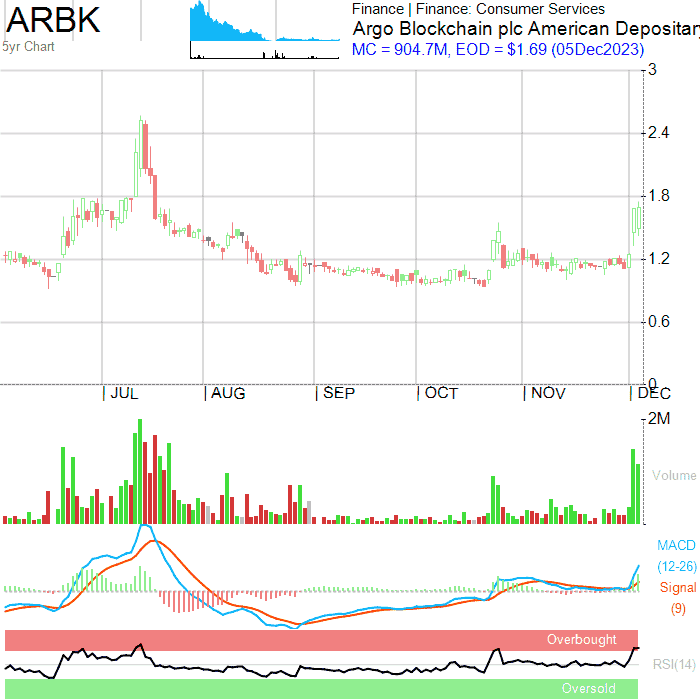 ARBK
5yr Chart
Finance | Finance: Consumer Services
Argo Blockchain plc American Depositary
MC = 904.7M, EOD = $1.69 (05Dec2023)
3
2.4
1.8
1.2
0.6
0
JUL AUG SEP OCT NOV DEC
2M
Volume
MACD
(12-26)
Signal
(9)
Overbought
RSI(14)
Oversold